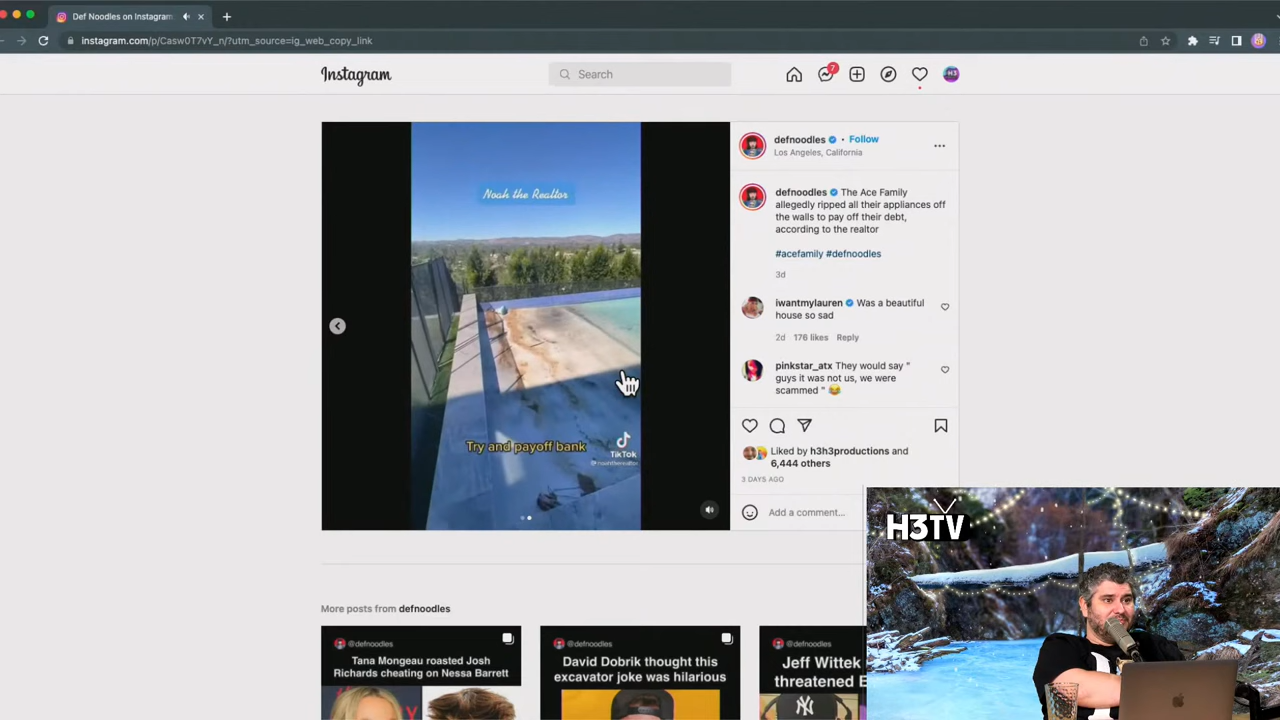 Def Noodles on Instagram
instagram.com/p/Casw0T7vY_n/?utm_source=ig_web_copy_link
Instagram
Search
7
H3
Noah the Realtor
Try and payoff bank
TikTok
defnoodles • Follow
Los Angeles, California
defnoodles The Ace Family
allegedly ripped all their appliances off
the walls to pay off their debt,
according to the realtor
#acefamily #defnoodles
3d
iwantmylauren Was a beautiful
house so sad
2d 176 likes Reply
pinkstar_atx They would say "
guys it was not us, we were
scammed " 😂
Liked by h3h3productions and
6,444 others
3 DAYS AGO
Add a comment...
H3TV
More posts from defnoodles
@defnoodles
Tana Mongeau roasted Josh
Richards cheating on Nessa Barrett
@defnoodles
David Dobrik thought this
excavator joke was hilarious
@defnoodles
Jeff Wittek
threatened E